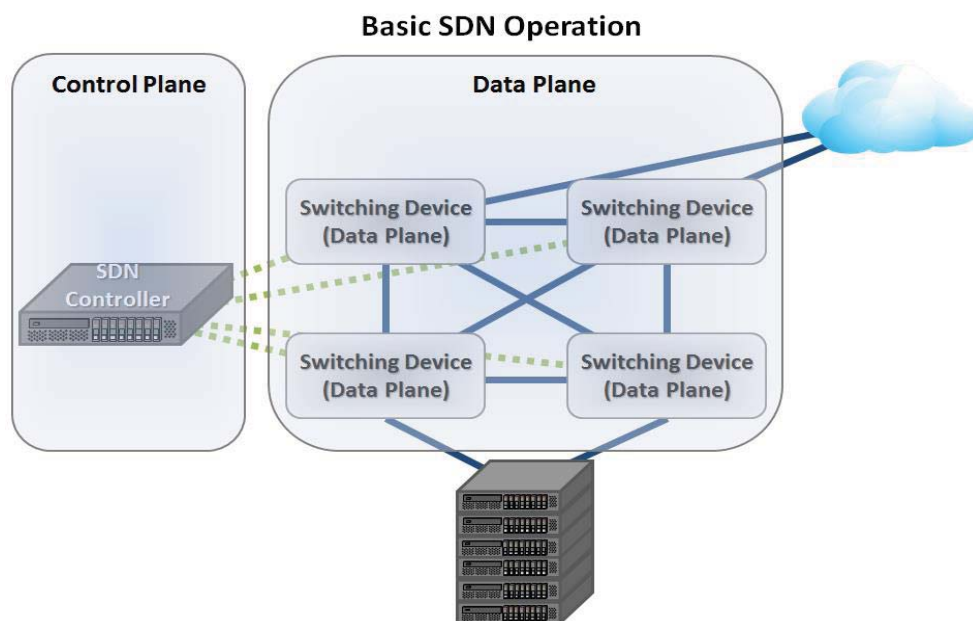 Basic SDN Operation
Control Plane
Data Plane
Switching Device
(Data Plane)
Switching Device
(Data Plane)
SDN
Controller
Switching Device
(Data Plane)
Switching Device
(Data Plane)